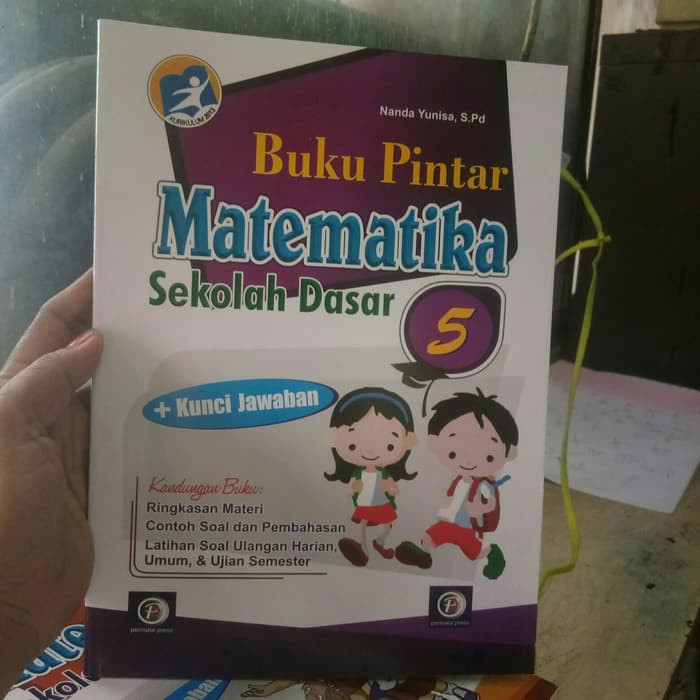 KURIKULUM 2013
Nanda Yunisa, S.Pd
Buku Pintar
Matematika
Sekolah Dasar
5
+ Kunci Jawaban
Kandungan Buku:
Ringkasan Materi
Contoh Soal dan Pembahasan
Latihan Soal Ulangan Harian,
Umum, & Ujian Semester
permata press
permata press